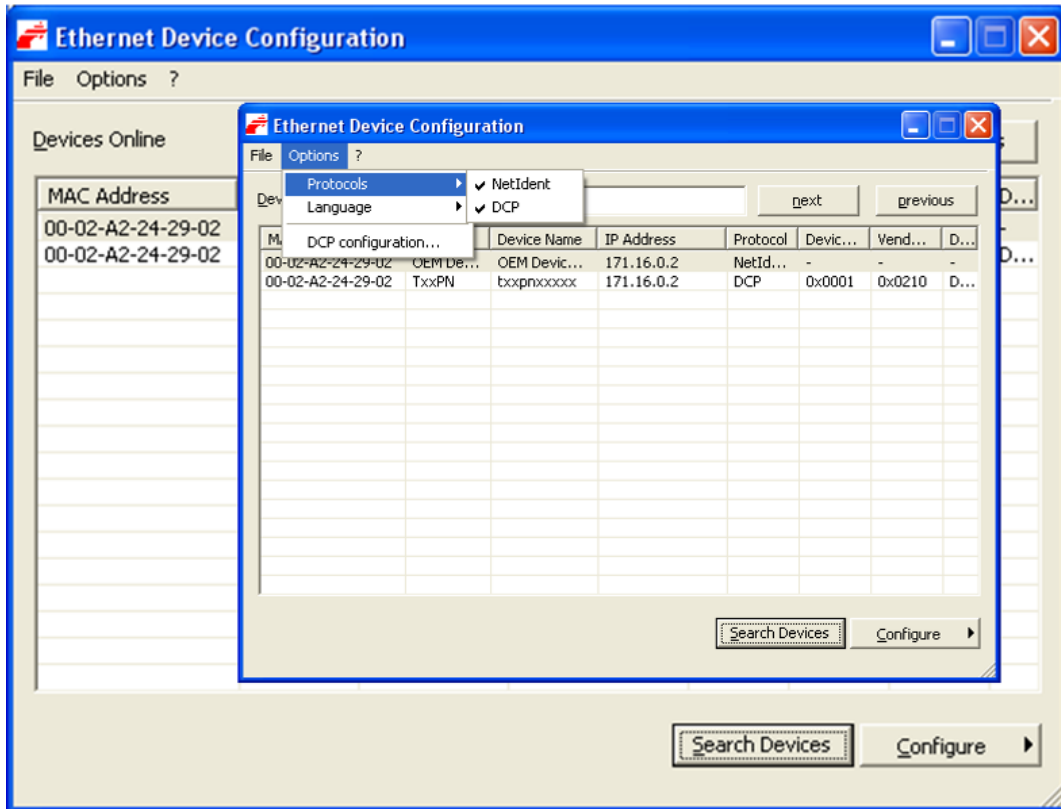 Ethernet Device Configuration
File Options ?
Devices Online
MAC Address D...
00-02-A2-24-29-02 -
00-02-A2-24-29-02 D...
Search Devices Configure
Ethernet Device Configuration
File Options ?
Protocols NetIdent
Language DCP
DCP configuration...
next previous
Device Name IP Address Protocol Devic... Vend... D...
00-02-A2-24-29-02 OEM De... OEM Devic... 171.16.0.2 NetId... - - -
00-02-A2-24-29-02 TxxPN txxpnxxxxx 171.16.0.2 DCP 0x0001 0x0210 D...
Search Devices Configure